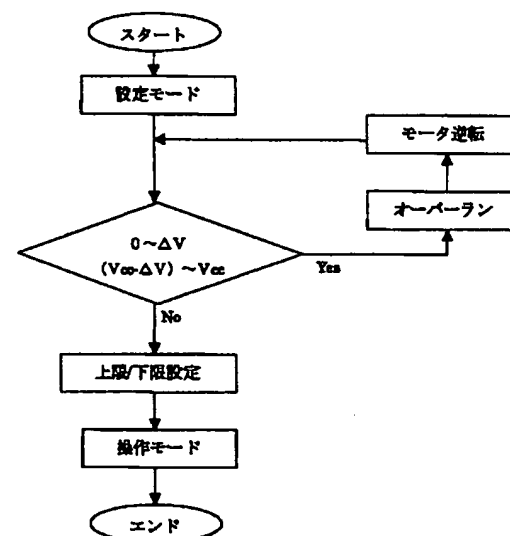 スタート
設定モード
モータ逆転
オーバーラン
0～△V
(Vcc-△V)～Vcc
Yes
No
上限/下限設定
操作モード
エンド